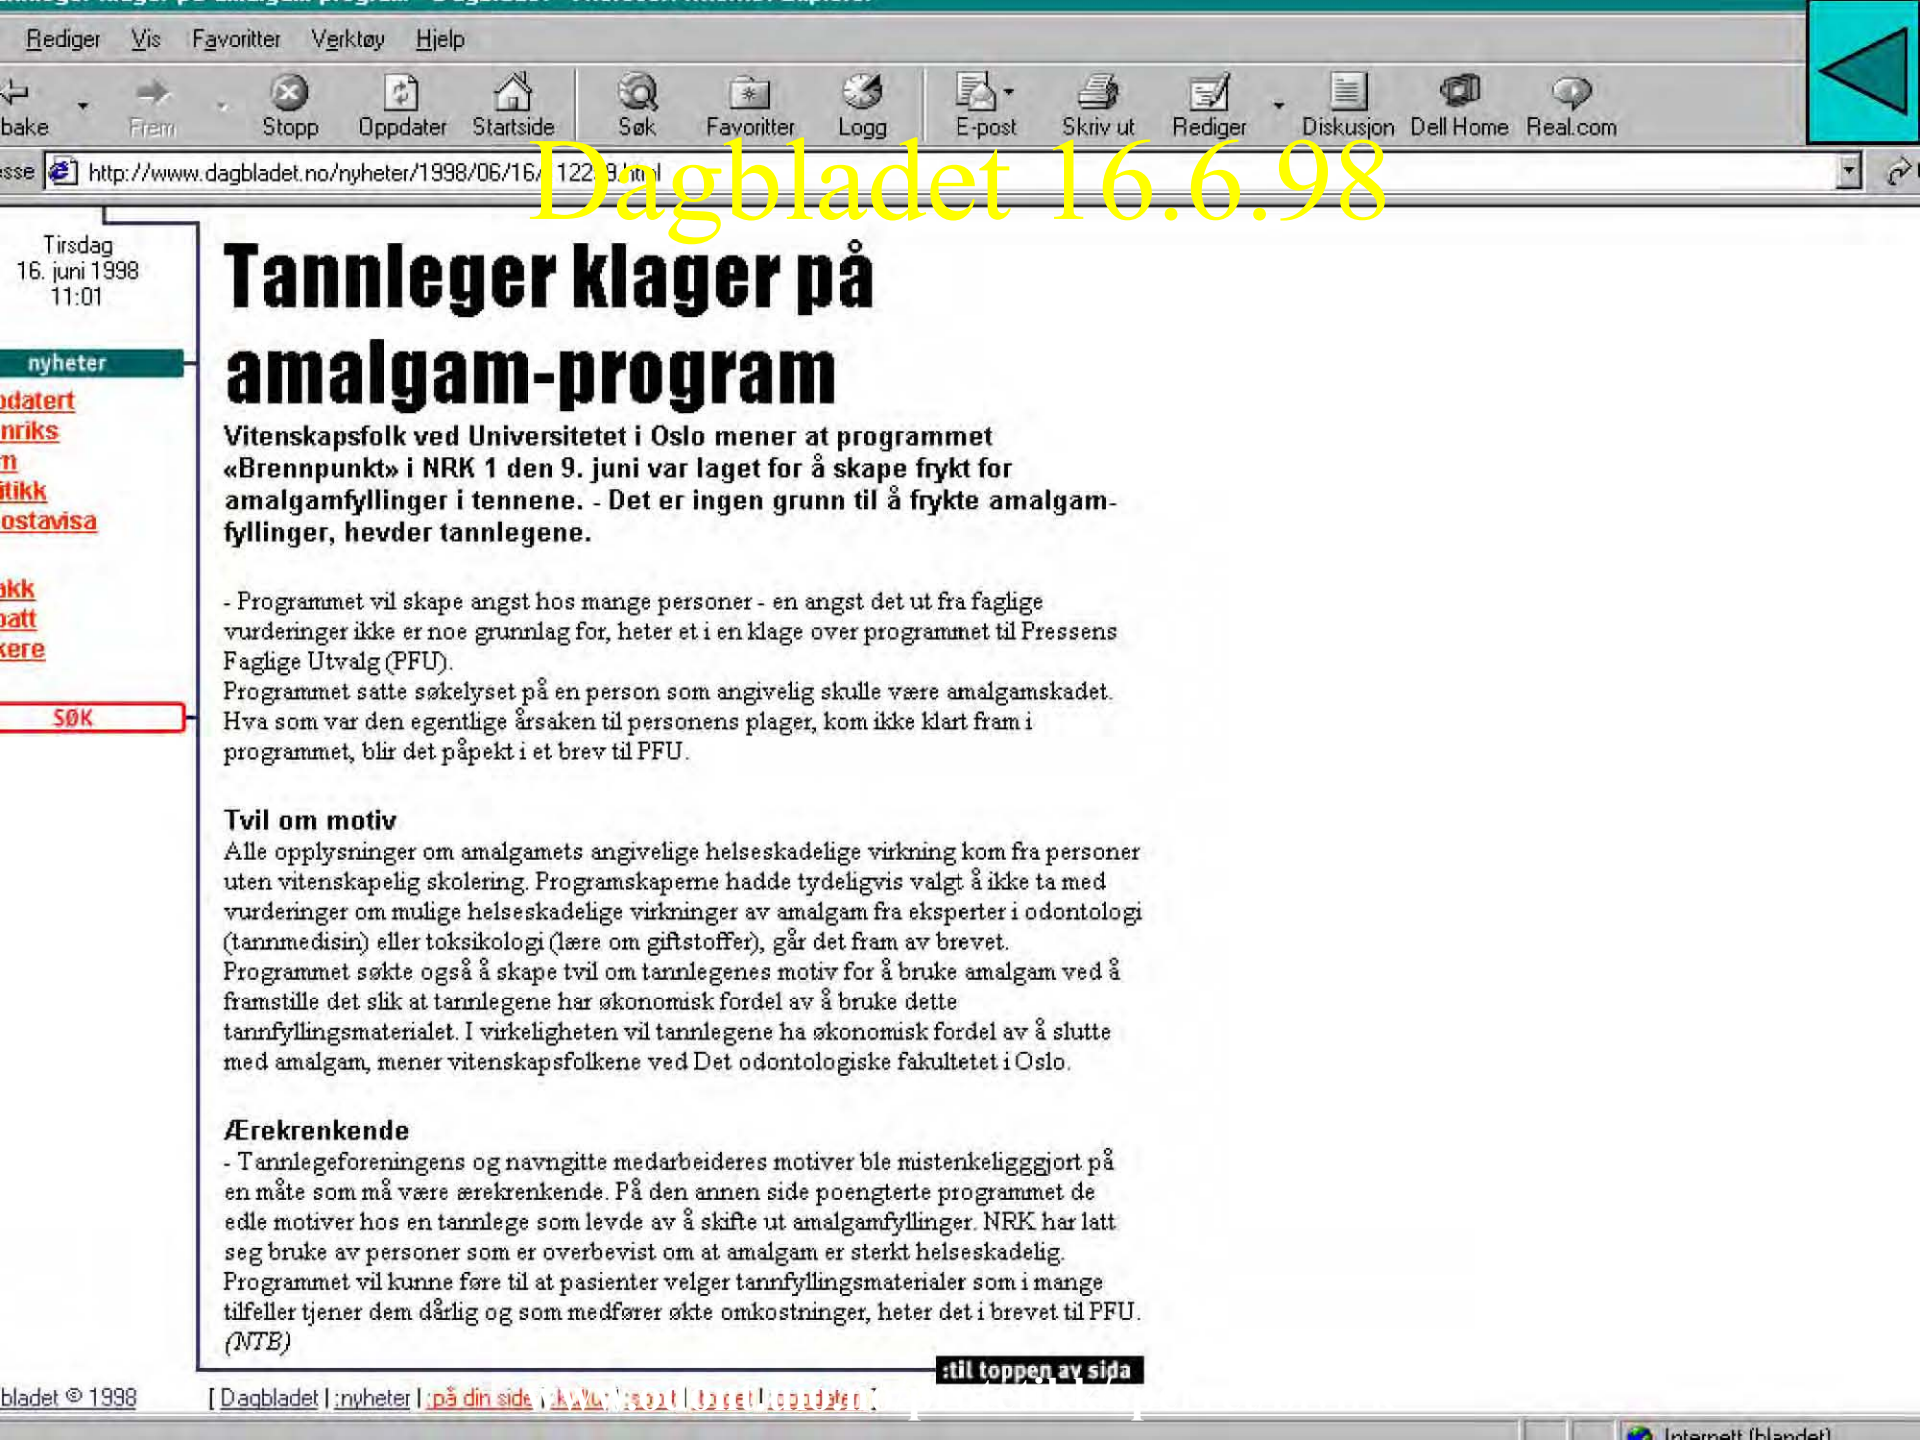 Rediger Vis Favoritter Verktøy Hjelp
bake Frem Stopp Oppdater Startside Søk Favoritter Logg E-post Skriv ut Rediger Diskusjon Dell Home Real.com
Dagbladet 16.6.98
Tirsdag
16. juni 1998
11:01
nyheter
SØK
Tannleger klager på
amalgam-program
Vitenskapsfolk ved Universitetet i Oslo mener at programmet
«Brennpunkt» i NRK 1 den 9. juni var laget for å skape frykt for
amalgamfyllinger i tennene. - Det er ingen grunn til å frykte amalgam-
fyllinger, hevder tannlegene.
- Programmet vil skape angst hos mange personer - en angst det ut fra faglige
vurderinger ikke er noe grunnlag for, heter et i en klage over programmet til Pressens
Faglige Utvalg (PFU).
Programmet satte søkelyset på en person som angivelig skulle være amalgamskadet.
Hva som var den egentlige årsaken til personens plager, kom ikke klart fram i
programmet, blir det påpekt i et brev til PFU.
Tvil om motiv
Alle opplysninger om amalgamets angivelige helseskadelige virkning kom fra personer
uten vitenskapelig skolering. Programskaperne hadde tydeligvis valgt å ikke ta med
vurderinger om mulige helseskadelige virkninger av amalgam fra eksperter i odontologi
(tannmedisin) eller toksikologi (lære om giftstoffer), går det fram av brevet.
Programmet søkte også å skape tvil om tannlegenes motiv for å bruke amalgam ved å
framstille det slik at tannlegene har økonomisk fordel av å bruke dette
tannfyllingsmaterialet. I virkeligheten vil tannlegene ha økonomisk fordel av å slutte
med amalgam, mener vitenskapsfolkene ved Det odontologiske fakultetet i Oslo.
Ærekrenkende
- Tannlegeforeningens og navngitte medarbeideres motiver ble mistenkeligggjort på
en måte som må være ærekrenkende. På den annen side poengterte programmet de
edle motiver hos en tannlege som levde av å skifte ut amalgamfyllinger. NRK har latt
seg bruke av personer som er overbevist om at amalgam er sterkt helseskadelig.
Programmet vil kunne føre til at pasienter velger tannfyllingsmaterialer som i mange
tilfeller tjener dem dårlig og som medfører økte omkostninger, heter det i brevet til PFU.
(NTB)
:til toppen av sida
bladet © 1998 [ Dagbladet | :nyheter | :på din side
Internett (blandet)